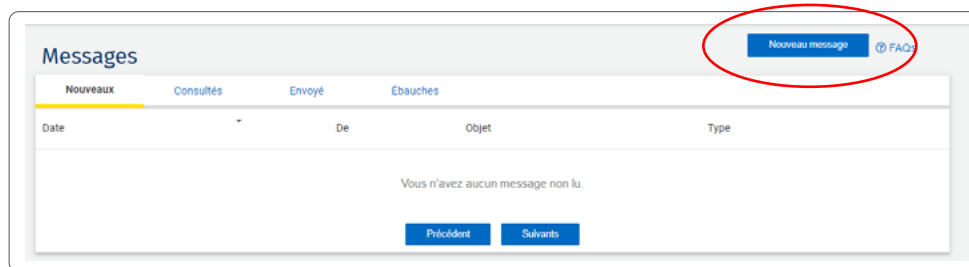 Messages
Nouveau message
FAQs
Nouveaux Consultés Envoyé Ébauches
Date De Objet Type
Vous n'avez aucun message non lu.
Précédent Suivants